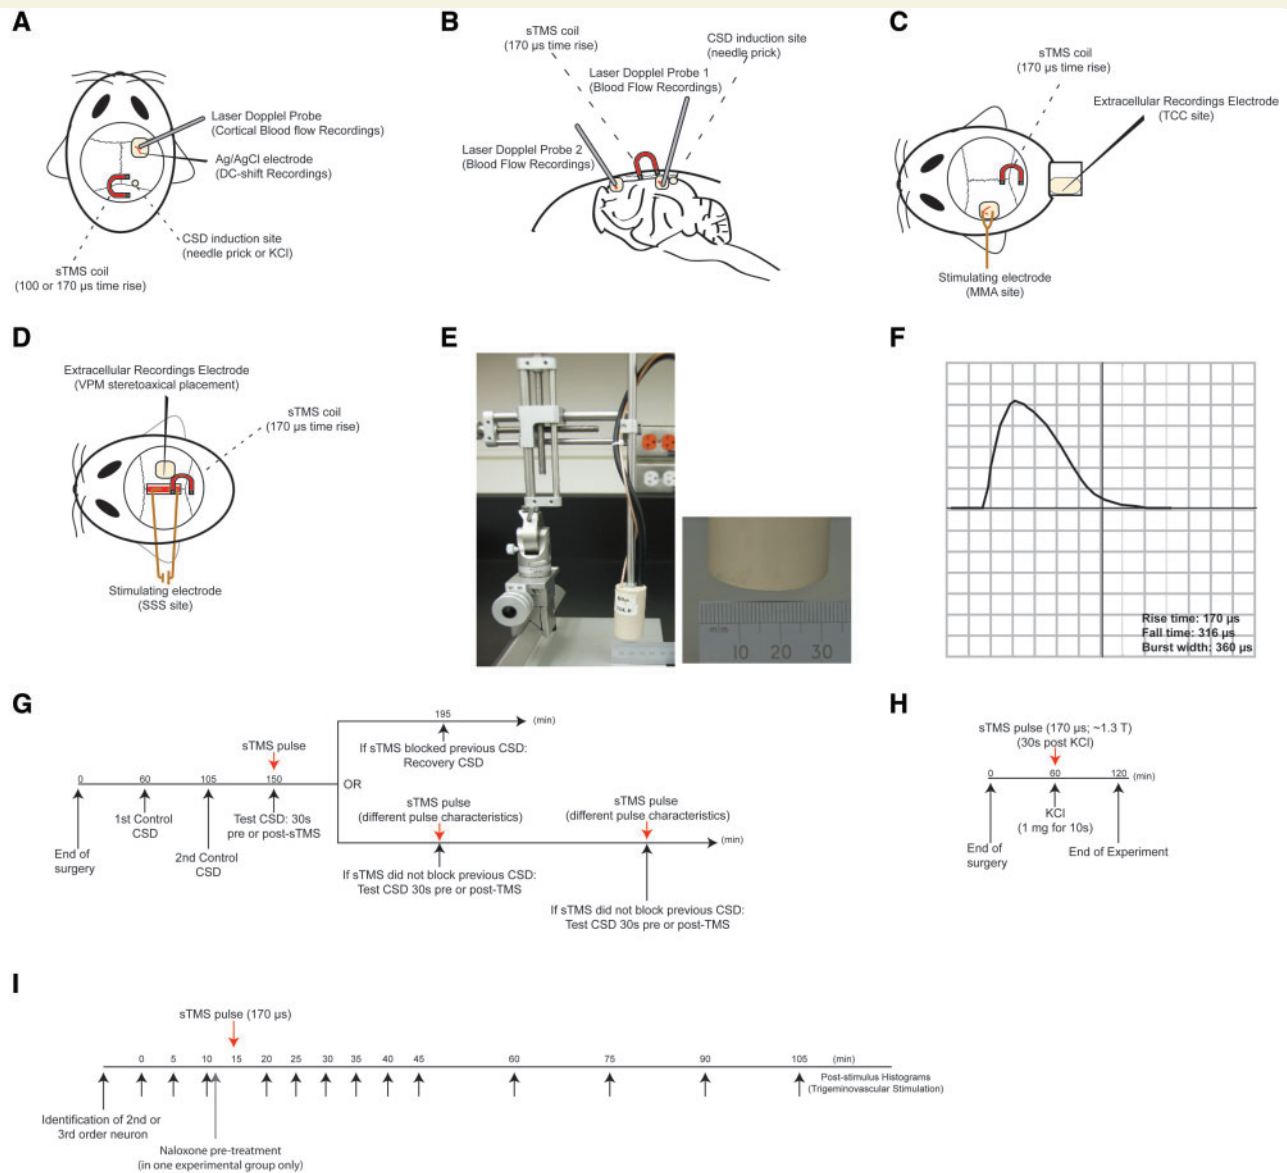 A
Laser Dopplel Probe
(Cortical Blood flow Recordings)
Ag/AgCl electrode
(DC-shift Recordings)
CSD induction site
(needle prick or KCl)
sTMS coil
(100 or 170 µs time rise)
B
sTMS coil
(170 µs time rise)
CSD induction site
(needle prick)
Laser Dopplel Probe 1
(Blood Flow Recordings)
Laser Dopplel Probe 2
(Blood Flow Recordings)
C
sTMS coil
(170 µs time rise)
Extracellular Recordings Electrode
(TCC site)
Stimulating electrode
(MMA site)
D
Extracellular Recordings Electrode
(VPM steretoaxical placement)
sTMS coil
(170 µs time rise)
Stimulating electrode
(SSS site)
E
mim
10 20 30
F
Rise time: 170 µs
Fall time: 316 µs
Burst width: 360 µs
G
195
(min)
sTMS pulse
If sTMS blocked previous CSD:
Recovery CSD
0 60 105 150
OR
1st Control
CSD
Test CSD: 30s
pre or post-sTMS
End of
surgery
2nd Control
CSD
sTMS pulse
(different pulse characteristics)
sTMS pulse
(different pulse characteristics)
(min)
If sTMS did not block previous CSD:
Test CSD 30s pre or post-TMS
If sTMS did not block previous CSD:
Test CSD 30s pre or post-TMS
H
sTMS pulse (170 µs; ~1.3 T)
(30s post KCl)
0 60 120 (min)
KCl
(1 mg for 10s)
End of
surgery
End of Experiment
I
sTMS pulse (170 µs)
0 5 10 15 20 25 30 35 40 45 60 75 90 105 (min)
Post-stimulus Histograms
(Trigeminovascular Stimulation)
Identification of 2nd or
3rd order neuron
Naloxone pre-treatment
(in one experimental group only)